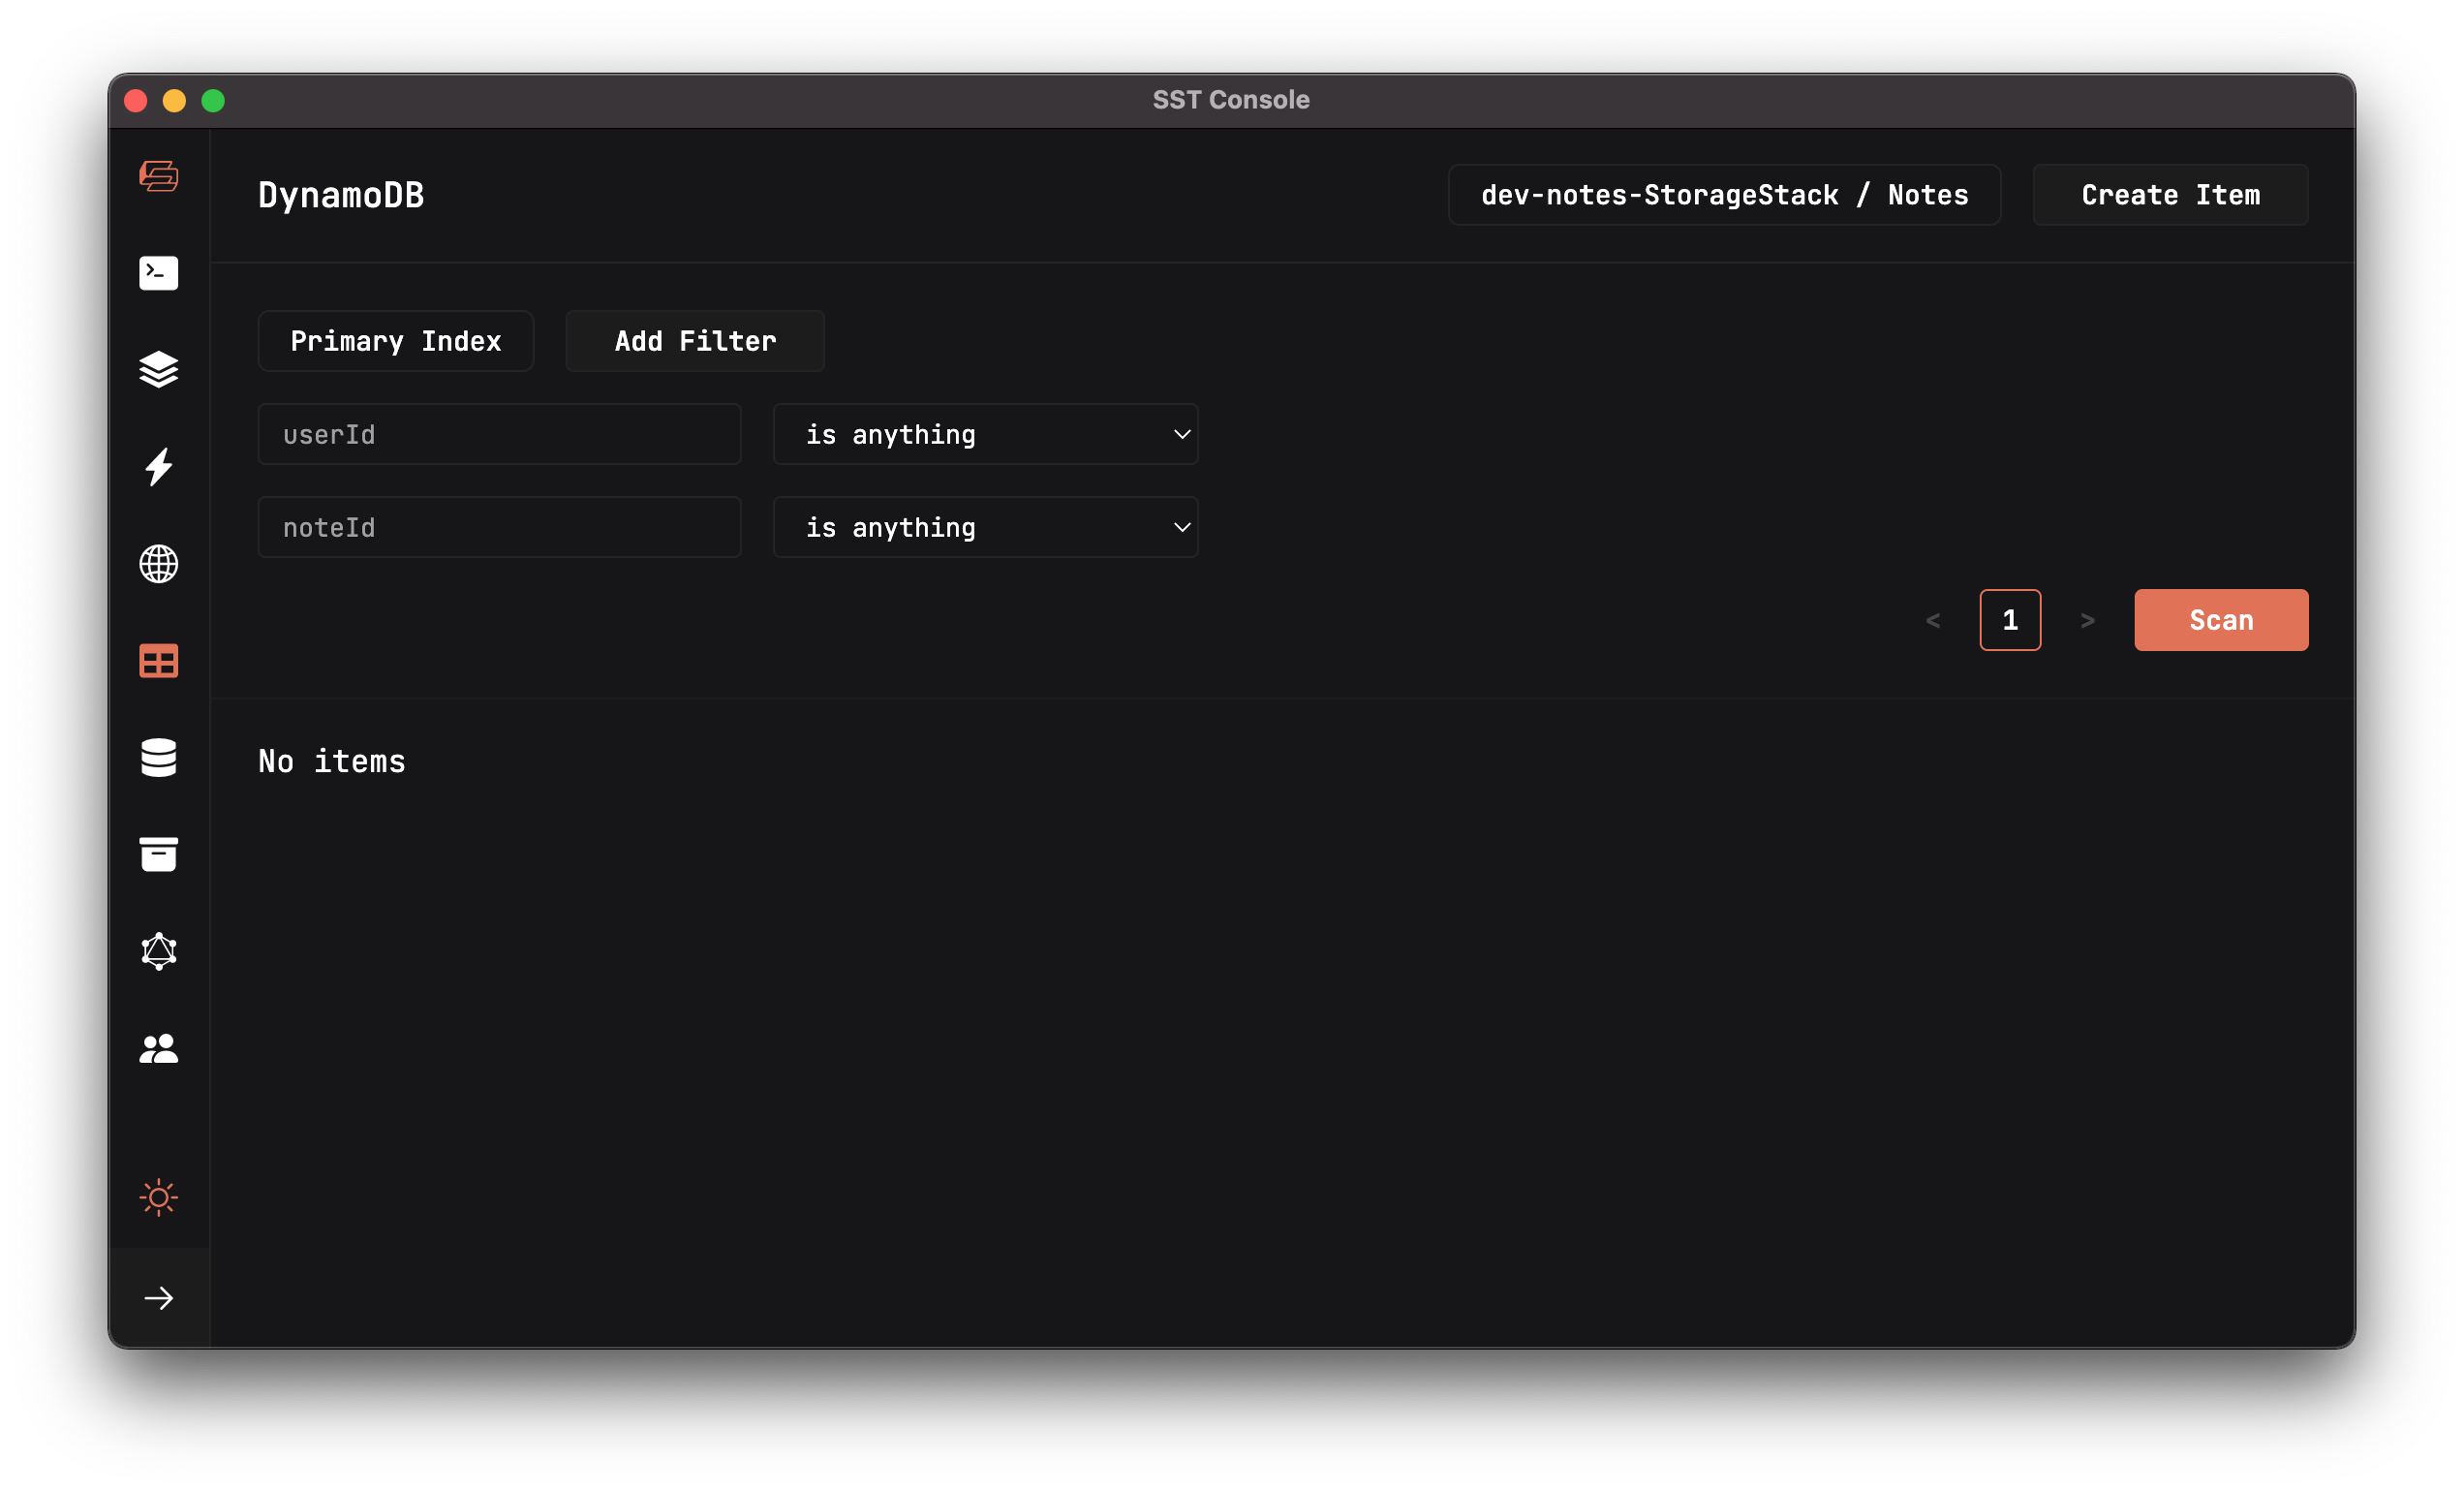 SST Console
DynamoDB
dev-notes-StorageStack / Notes
Create Item
Primary Index
Add Filter
userId
is anything
noteId
is anything
< 1 >
Scan
No items